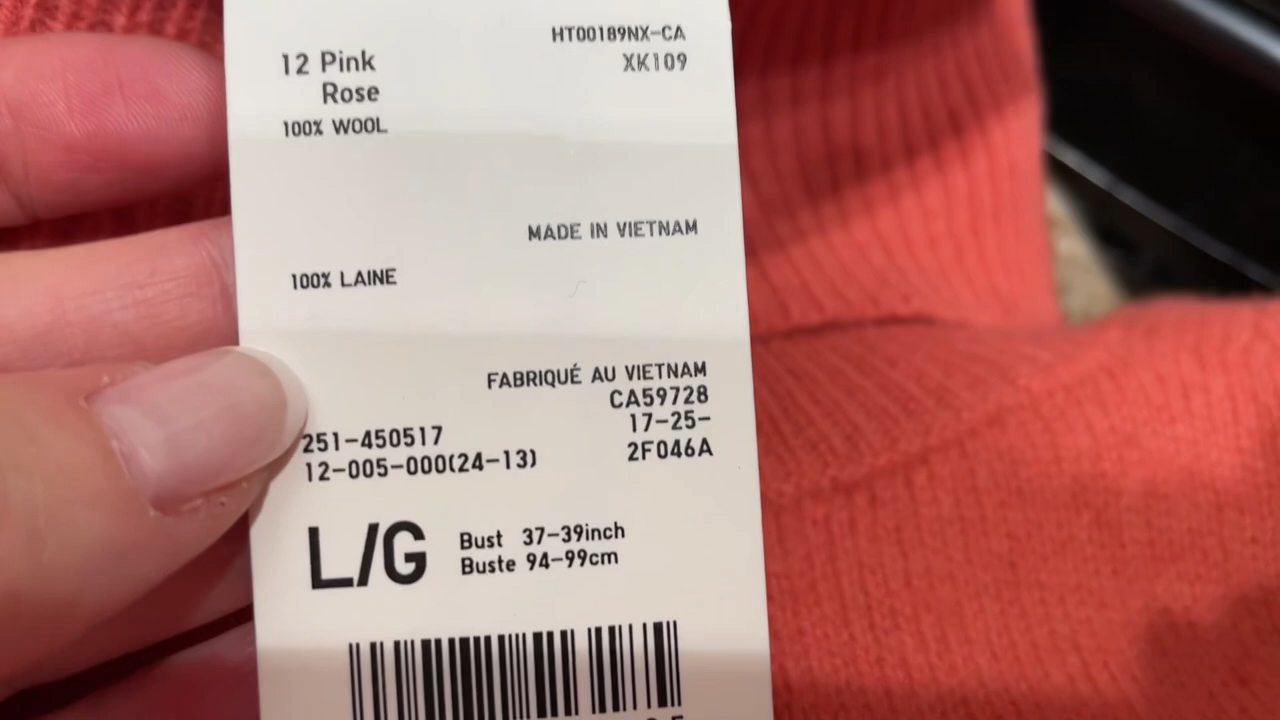 HT00189NX-CA
12 Pink XK109
Rose
100% WOOL
MADE IN VIETNAM
100% LAINE
FABRIQUÉ AU VIETNAM
CA59728
251-450517 17-25-
12-005-000(24-13) 2F046A
L/G Bust 37-39inch
Buste 94-99cm